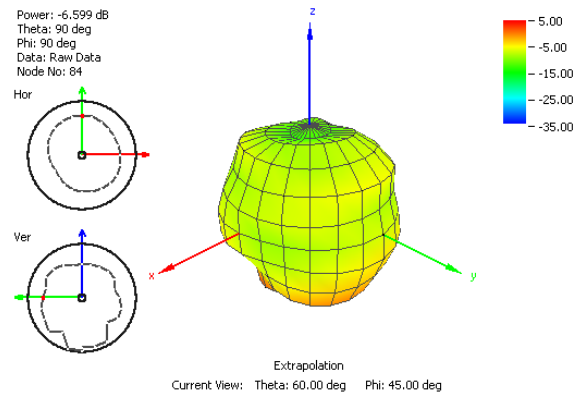 Power: -6.599 dB
Theta: 90 deg
Phi: 90 deg
Data: Raw Data
Node No: 84
Hor
Ver
z
x
y
5.00
-5.00
-15.00
-25.00
-35.00
Extrapolation
Current View: Theta: 60.00 deg Phi: 45.00 deg